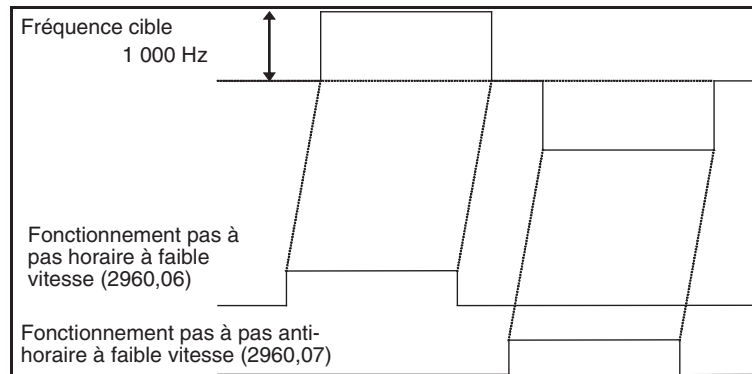 Fréquence cible
1 000 Hz
Fonctionnement pas à
pas horaire à faible
vitesse (2960,06)
Fonctionnement pas à pas anti-
horaire à faible vitesse (2960,07)